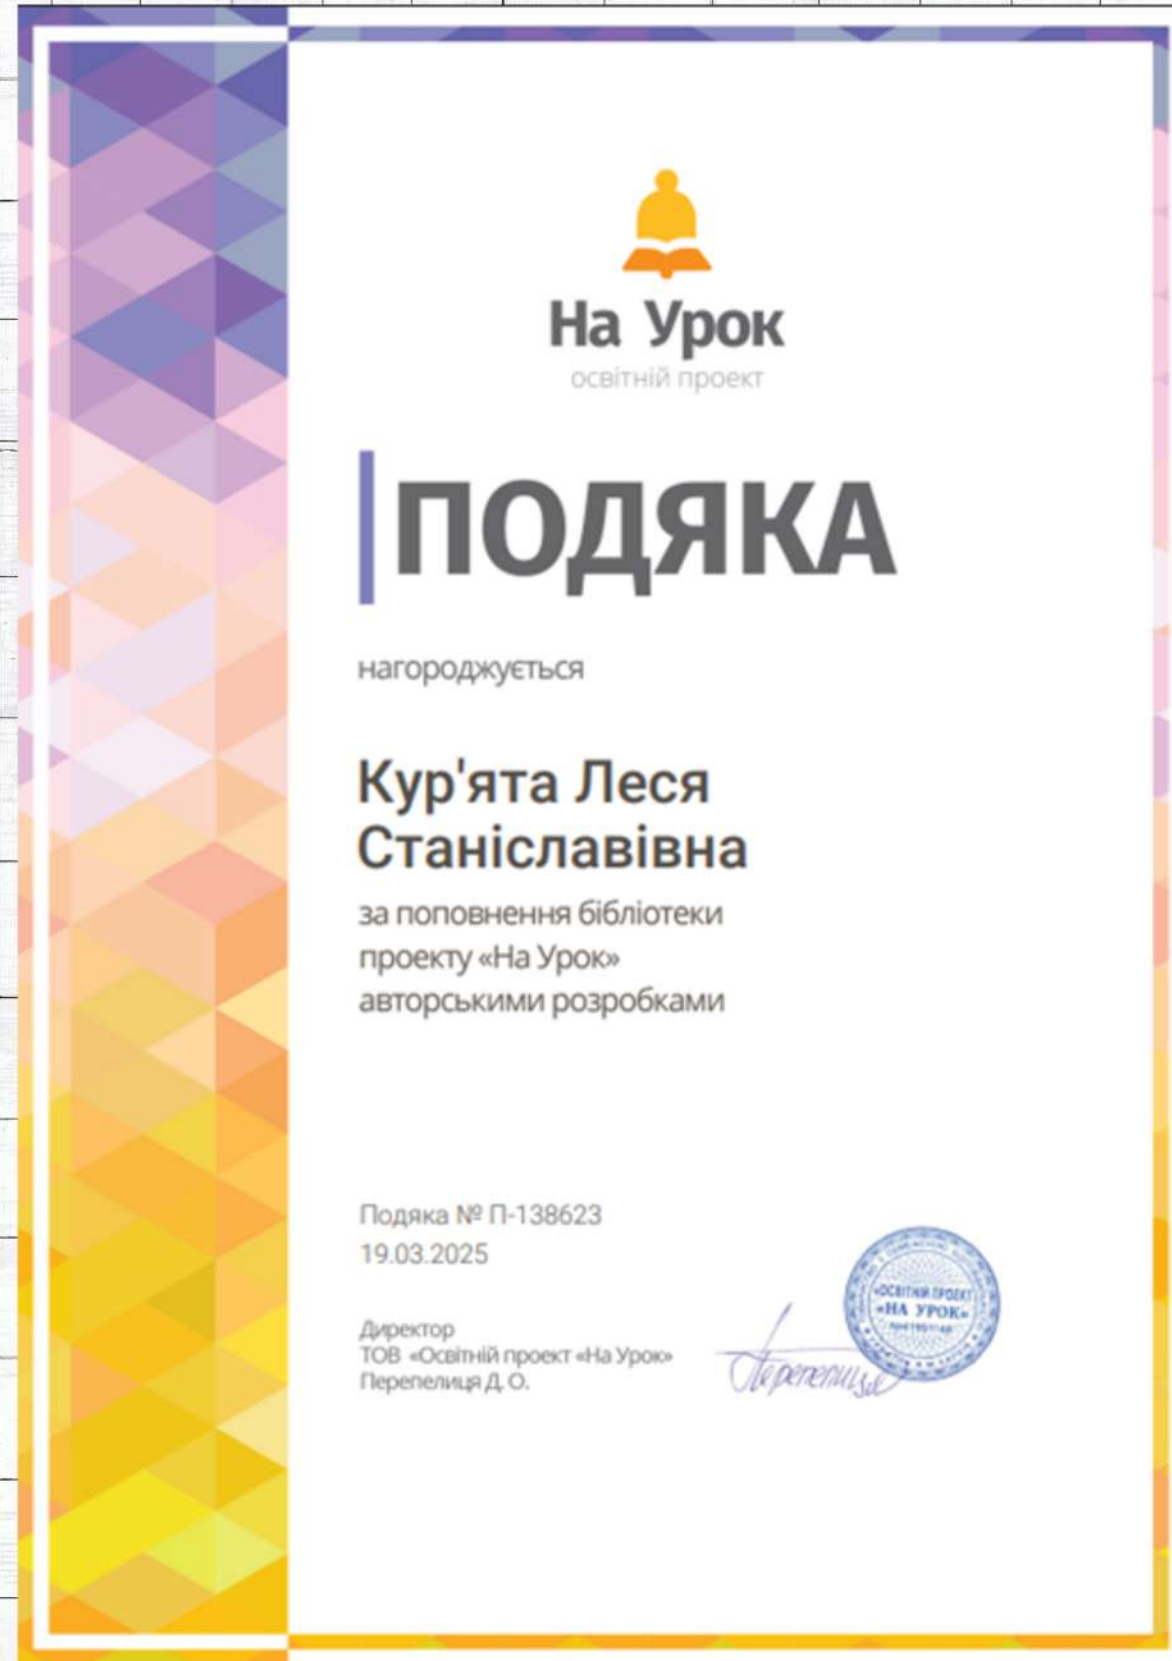 На Урок
освітній проект
ПОДЯКА
нагороджується
Кур'ята Леся
Станіславівна
за поповнення бібліотеки
проекту «На Урок»
авторськими розробками
Подяка № П-138623
19.03.2025
Директор
ТОВ «Освітній проект «На Урок»
Перепелиця Д. О.
«ОСВІТНІЙ ПРОЕКТ
«НА УРОК»
Перепелиця